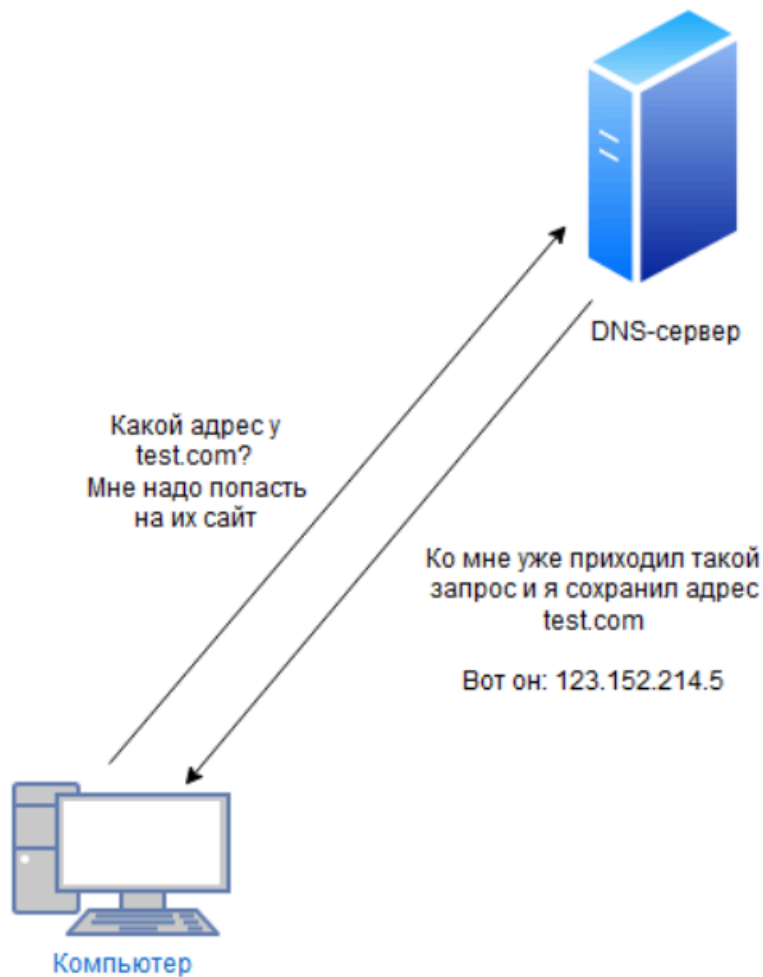 DNS-сервер
Какой адрес у
test.com?
Мне надо попасть
на их сайт
Ко мне уже приходил такой
запрос и я сохранил адрес
test.com
Вот он: 123.152.214.5
Компьютер